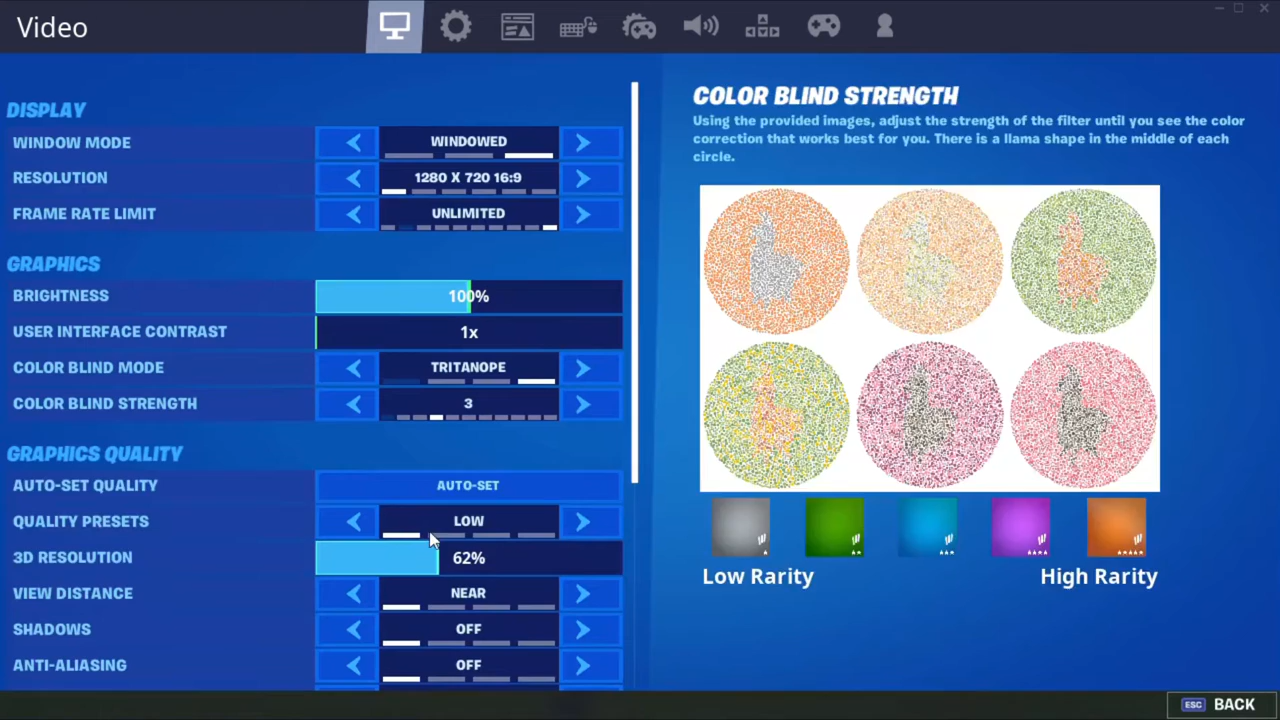 Video
DISPLAY
WINDOW MODE
WINDOWED
RESOLUTION
1280 X 720 16:9
FRAME RATE LIMIT
UNLIMITED
GRAPHICS
BRIGHTNESS
100%
USER INTERFACE CONTRAST
1x
COLOR BLIND MODE
TRITANOPE
COLOR BLIND STRENGTH
3
GRAPHICS QUALITY
AUTO-SET QUALITY
AUTO-SET
QUALITY PRESETS
LOW
3D RESOLUTION
62%
VIEW DISTANCE
NEAR
SHADOWS
OFF
ANTI-ALIASING
OFF
COLOR BLIND STRENGTH
Using the provided images, adjust the strength of the filter until you see the color
correction that works best for you. There is a llama shape in the middle of each
circle.
Low Rarity
High Rarity
ESC BACK